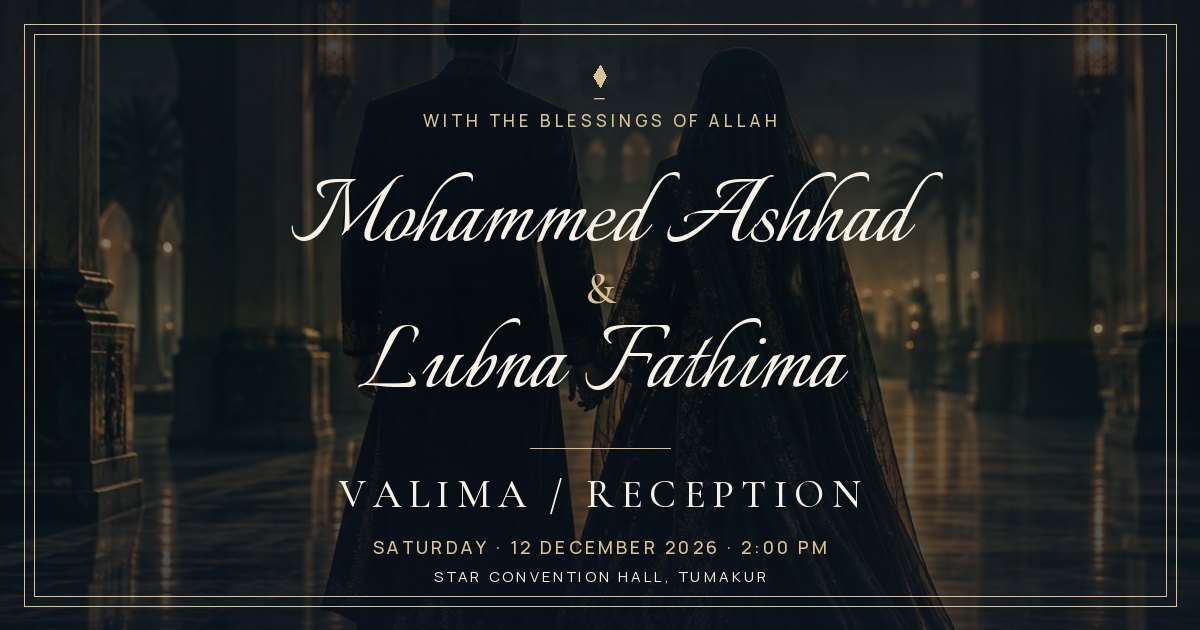 WITH THE BLESSINGS OF ALLAH
Mohammed Ashhad
&
Lubna Fathima
VALIMA / RECEPTION
SATURDAY · 12 DECEMBER 2026 · 2:00 PM
STAR CONVENTION HALL, TUMAKUR